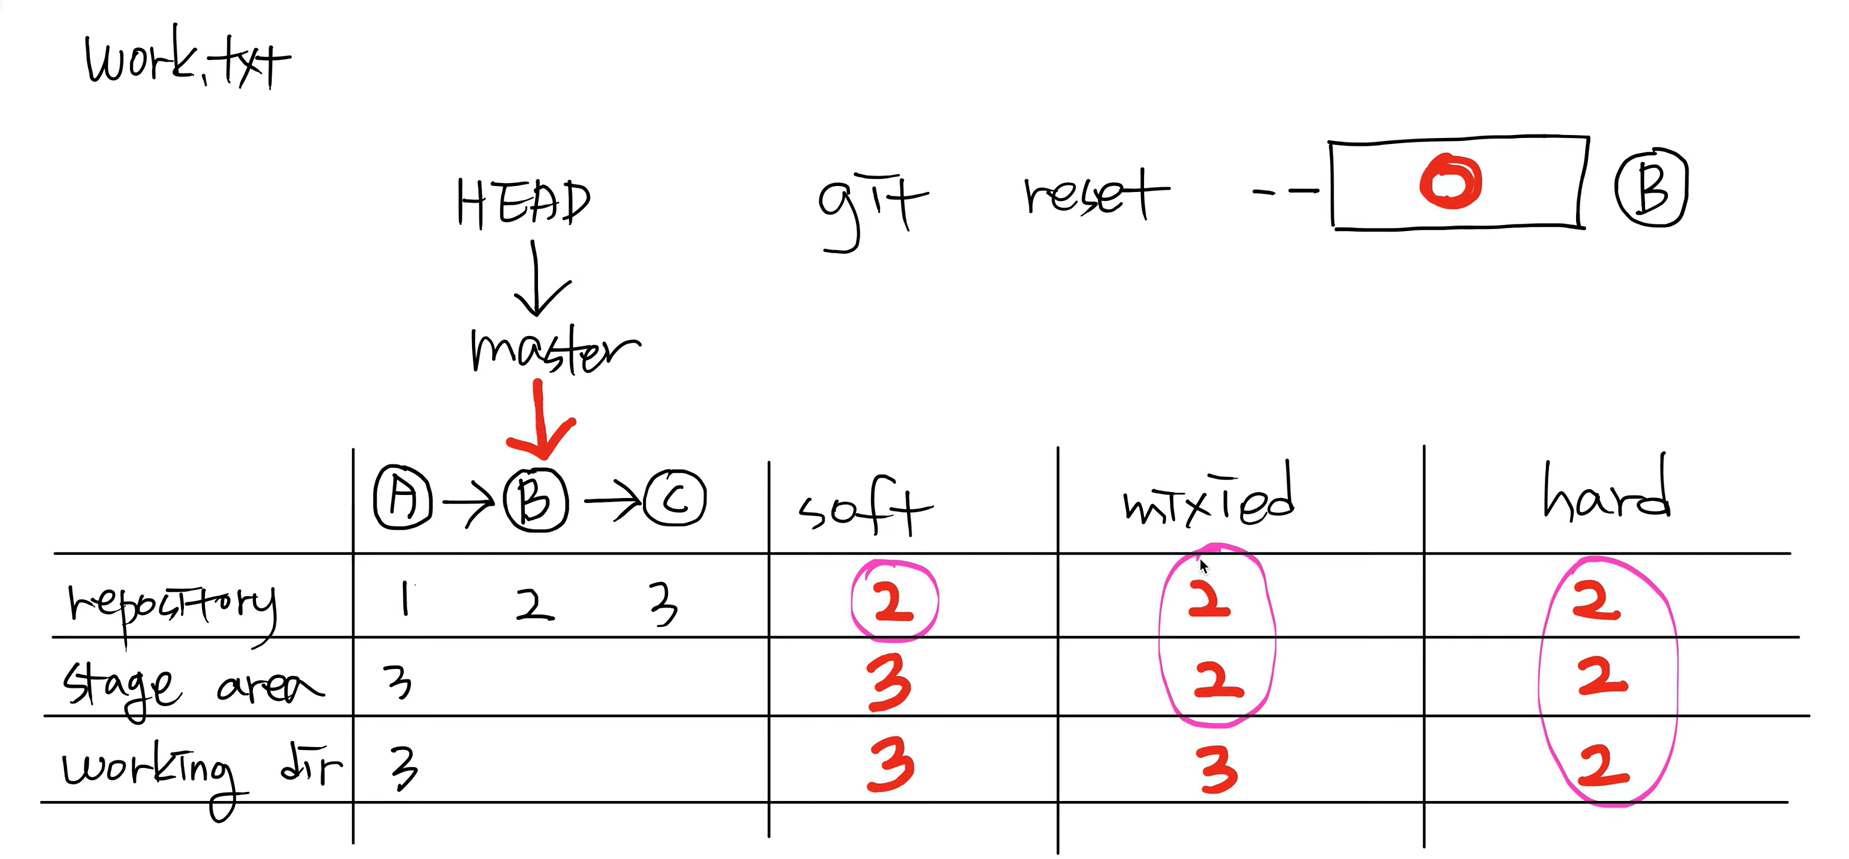 work.txt
HEAD
git reset --O B
master
A → B → C soft mixied hard
repository 1 2 3 2 2 2
stage area 3 3 2 2
working dir 3 3 3 2